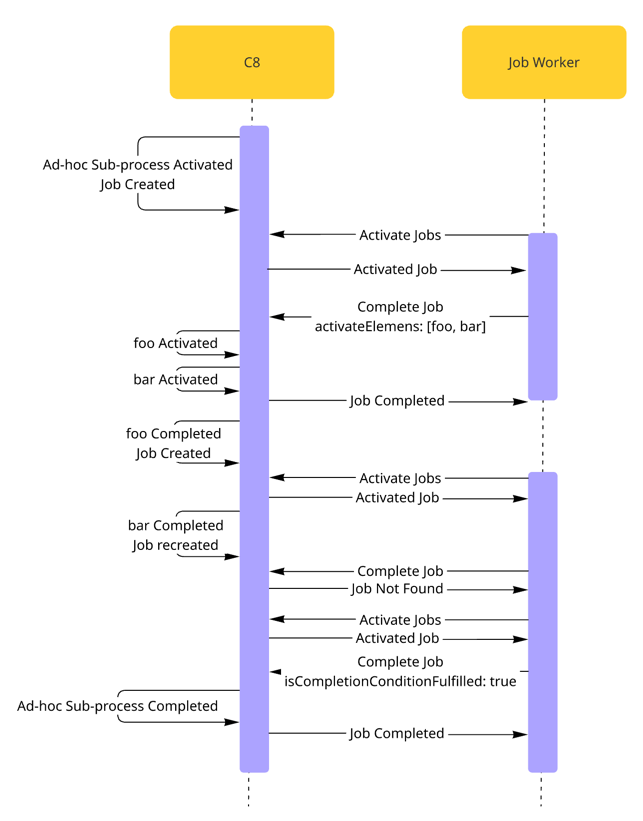 C8
Job Worker
Ad-hoc Sub-process Activated
Job Created
Activate Jobs
Activated Job
Complete Job
activateElemens: [foo, bar]
foo Activated
bar Activated
Job Completed
foo Completed
Job Created
Activate Jobs
Activated Job
bar Completed
Job recreated
Complete Job
Job Not Found
Activate Jobs
Activated Job
Complete Job
isCompletionConditionFulfilled: true
Ad-hoc Sub-process Completed
Job Completed